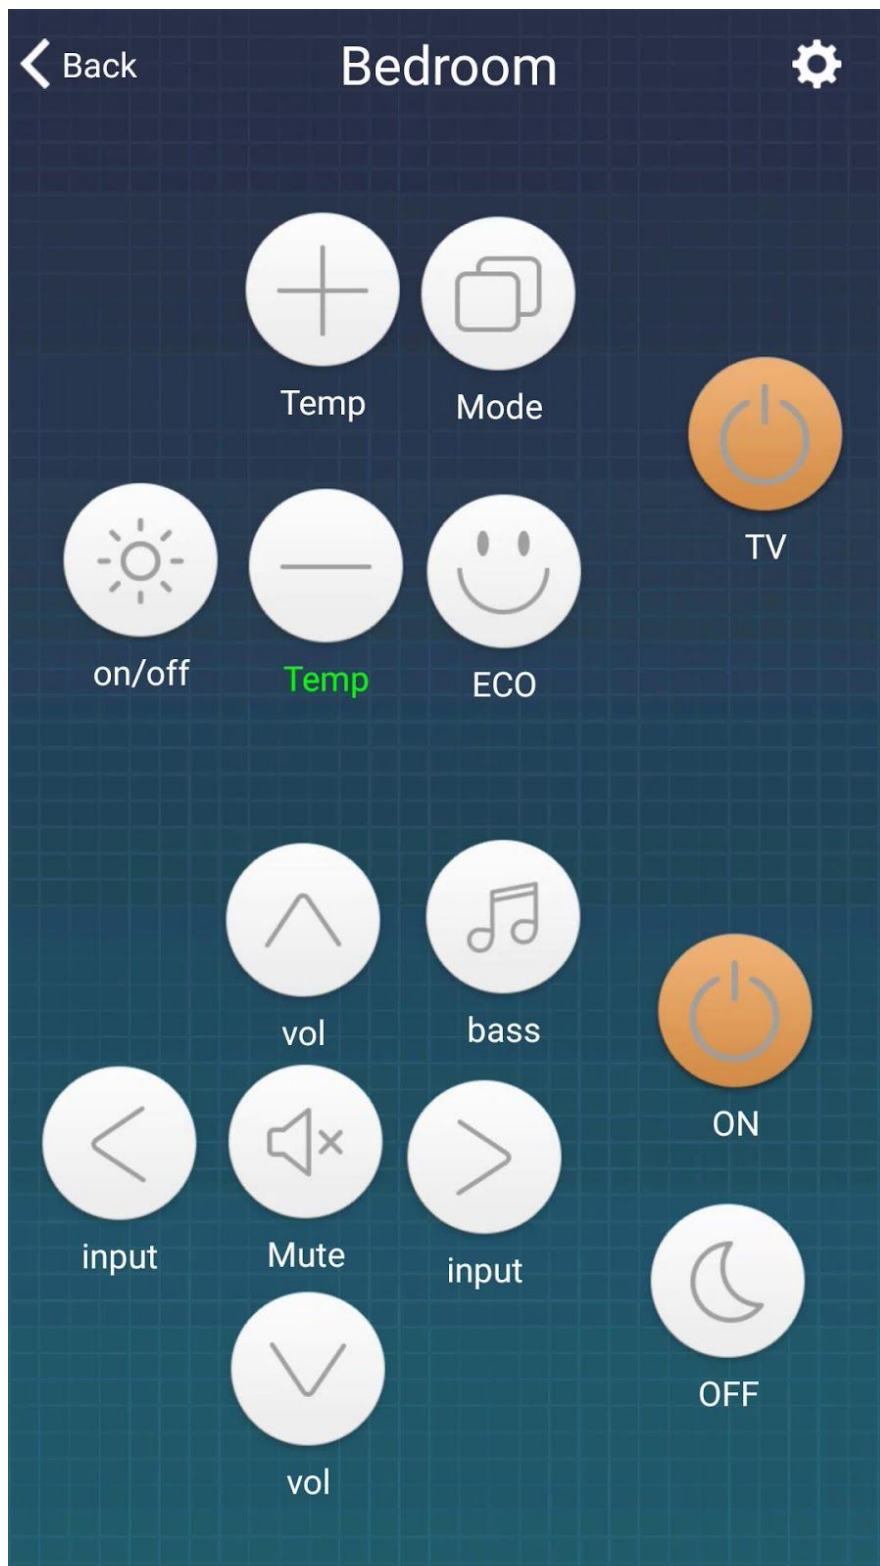 Back
Bedroom
Temp
Mode
TV
on/off
Temp
ECO
vol
bass
ON
input
Mute
input
OFF
vol